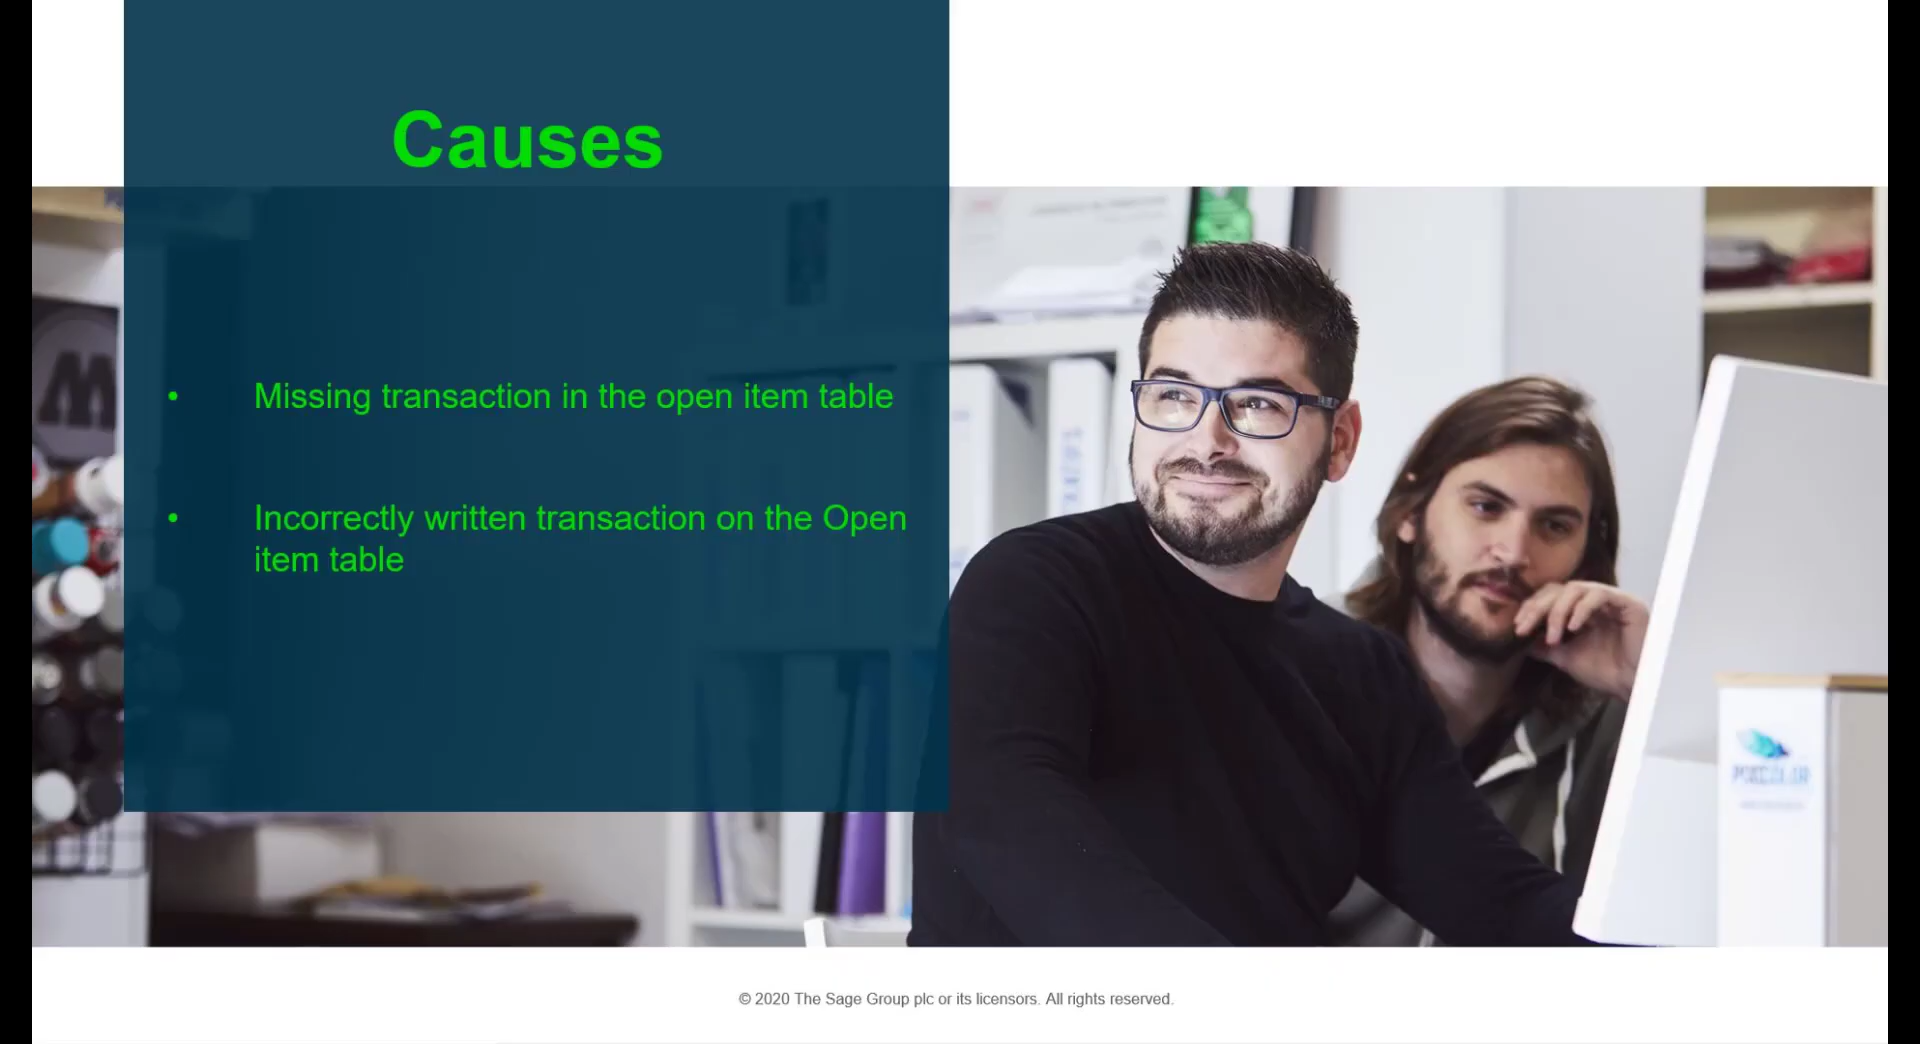 Causes
• Missing transaction in the open item table
• Incorrectly written transaction on the Open
item table
© 2020 The Sage Group plc or its licensors. All rights reserved.